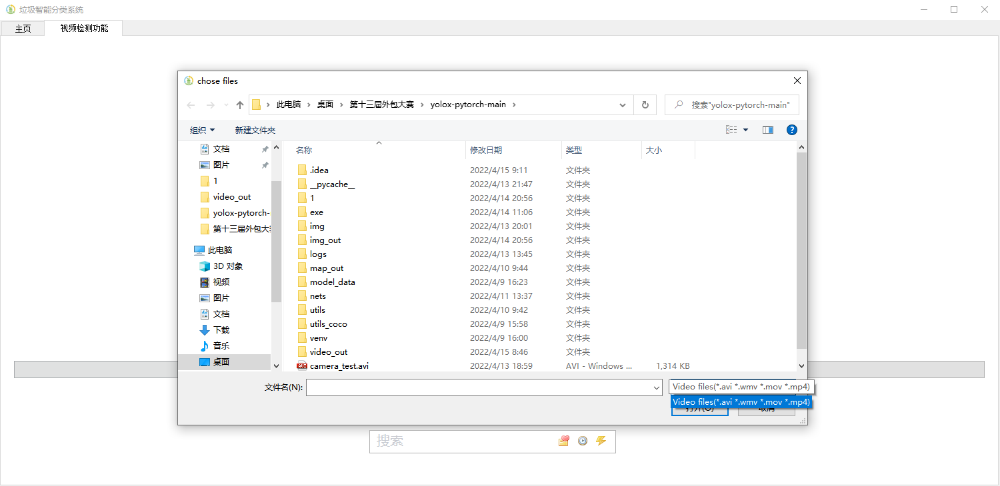 垃圾智能分类系统
主页 视频检测功能
chose files
此电脑 › 桌面 › 第十三届外包大赛 › yolox-pytorch-main ›
搜索"yolox-pytorch-main"
组织 新建文件夹
文档
图片
1
video_out
yolox-pytorch-
第十三届外包大
此电脑
3D 对象
视频
图片
文档
下载
音乐
桌面
名称 修改日期 类型 大小
.idea 2022/4/15 9:11 文件夹
__pycache__ 2022/4/13 21:47 文件夹
1 2022/4/14 20:56 文件夹
exe 2022/4/14 11:06 文件夹
img 2022/4/13 20:01 文件夹
img_out 2022/4/14 20:56 文件夹
logs 2022/4/13 13:45 文件夹
map_out 2022/4/10 9:44 文件夹
model_data 2022/4/9 16:23 文件夹
nets 2022/4/11 13:37 文件夹
utils 2022/4/10 9:42 文件夹
utils_coco 2022/4/9 15:58 文件夹
venv 2022/4/9 16:00 文件夹
video_out 2022/4/15 8:46 文件夹
camera_test.avi 2022/4/13 18:59 AVI - Windows ... 1,314 KB
文件名(N):
Video files(*.avi *.wmv *.mov *.mp4)
Video files(*.avi *.wmv *.mov *.mp4)
打开(O) 取消
搜索